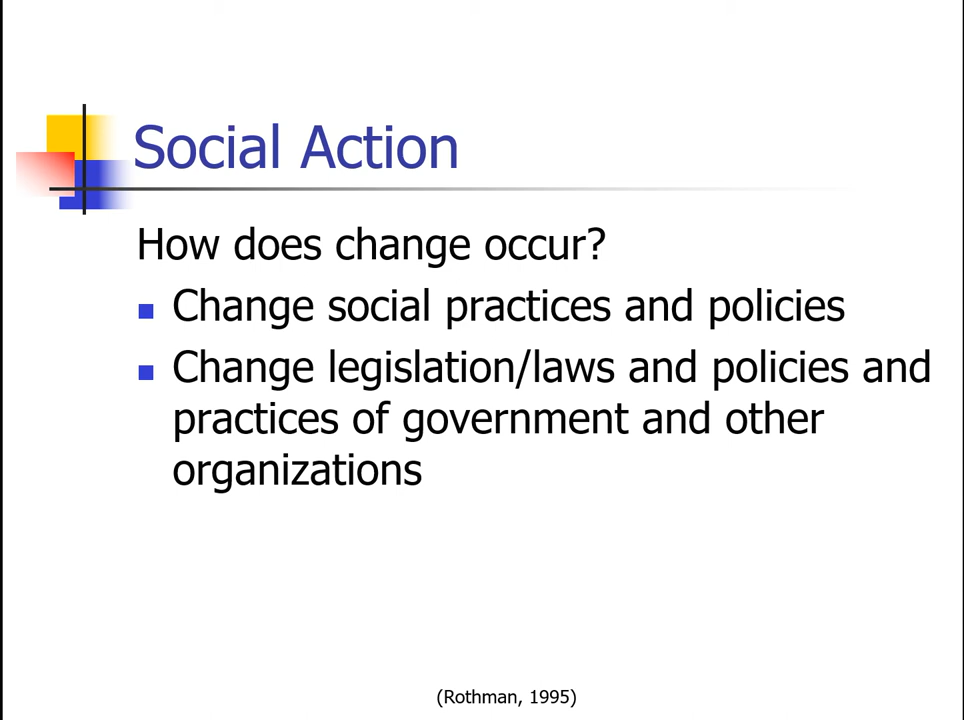 Social Action
How does change occur?
Change social practices and policies
Change legislation/laws and policies and
practices of government and other
organizations
(Rothman, 1995)